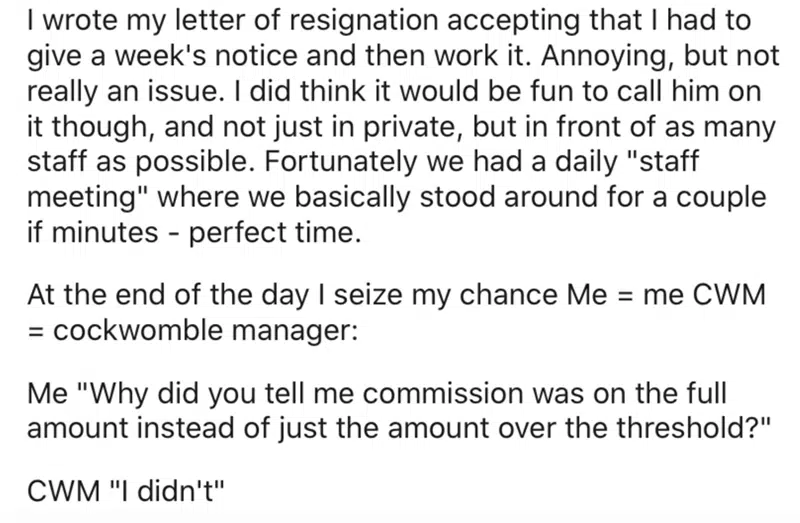 I wrote my letter of resignation accepting that I had to
give a week's notice and then work it. Annoying, but not
really an issue. I did think it would be fun to call him on
it though, and not just in private, but in front of as many
staff as possible. Fortunately we had a daily "staff
meeting" where we basically stood around for a couple
if minutes - perfect time.
At the end of the day I seize my chance Me = me CWM
= cockwomble manager:
Me "Why did you tell me commission was on the full
amount instead of just the amount over the threshold?"
CWM "I didn't"